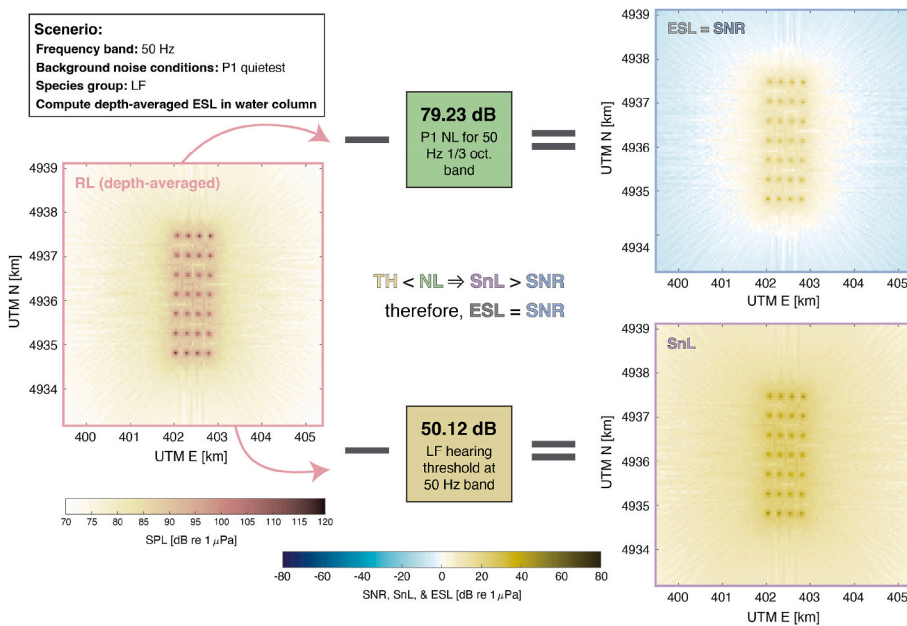 Scenerio:
Frequency band: 50 Hz
Background noise conditions: P1 quietest
Species group: LF
Compute depth-averaged ESL in water column
RL (depth-averaged)
4939
4938
4937
4936
4935
4934
UTM N [km]
400 401 402 403 404 405
UTM E [km]
70 75 80 85 90 95 100 105 110 115 120
SPL [dB re 1 µPa]
79.23 dB
P1 NL for 50
Hz 1/3 oct.
band
TH < NL ⇒ SnL > SNR
therefore, ESL = SNR
50.12 dB
LF hearing
threshold at
50 Hz band
ESL = SNR
4939
4938
4937
4936
4935
4934
UTM N [km]
400 401 402 403 404 405
UTM E [km]
SnL
4939
4938
4937
4936
4935
4934
UTM N [km]
400 401 402 403 404 405
UTM E [km]
-80 -60 -40 -20 0 20 40 60 80
SNR, SnL, & ESL [dB re 1 µPa]